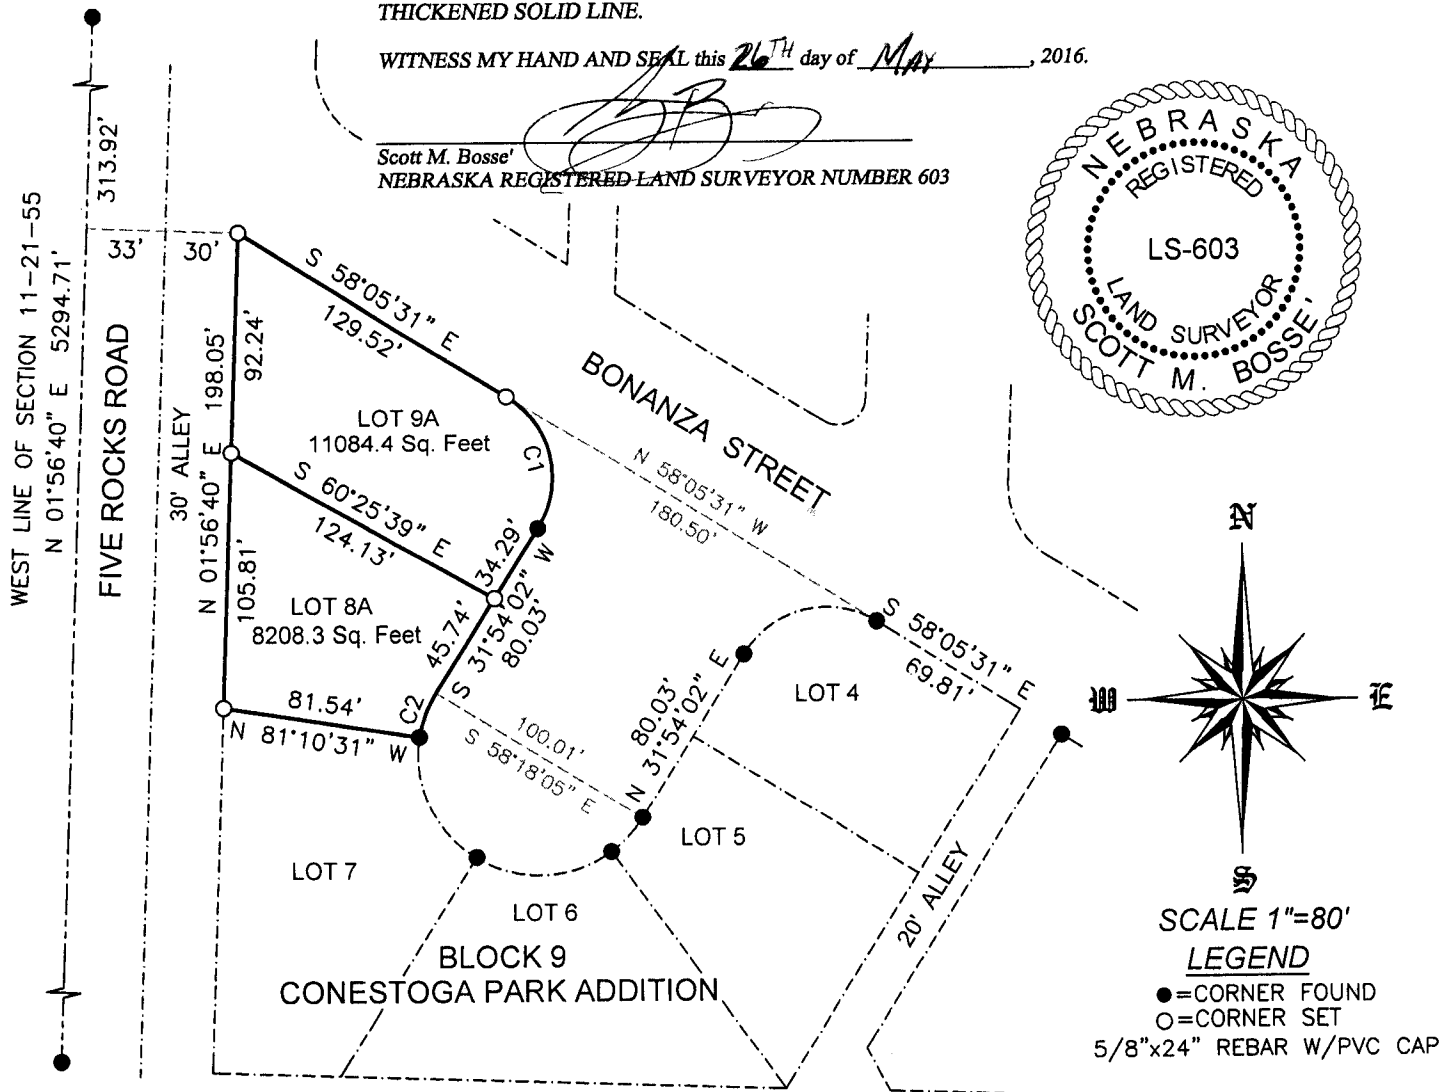 THICKENED SOLID LINE.
WITNESS MY HAND AND SEAL this 26TH day of MAY, 2016.
Scott M. Bosse'
NEBRASKA REGISTERED LAND SURVEYOR NUMBER 603
NEBRASKA
REGISTERED
LS-603
LAND SURVEYOR
SCOTT M. BOSSE'
313.92'
WEST LINE OF SECTION 11-21-55
N 01°56'40" E 5294.71'
33'
30'
FIVE ROCKS ROAD
30' ALLEY
N 01°56'40" E 198.05'
92.24'
105.81'
S 58°05'31" E
129.52'
LOT 9A
11084.4 Sq. Feet
C1
BONANZA STREET
N 58°05'31" W
180.50'
S 60°25'39" E
124.13'
34.29'
S 31°54'02" W
80.03'
45.74'
LOT 8A
8208.3 Sq. Feet
81.54'
N 81°10'31" W
C2
100.01'
S 58°18'05" E
80.03'
N 31°54'02" E
S 58°05'31" E
69.81'
LOT 4
LOT 5
LOT 7
LOT 6
20' ALLEY
BLOCK 9
CONESTOGA PARK ADDITION
N
W
E
S
SCALE 1"=80'
LEGEND
●=CORNER FOUND
○=CORNER SET
5/8"x24" REBAR W/PVC CAP